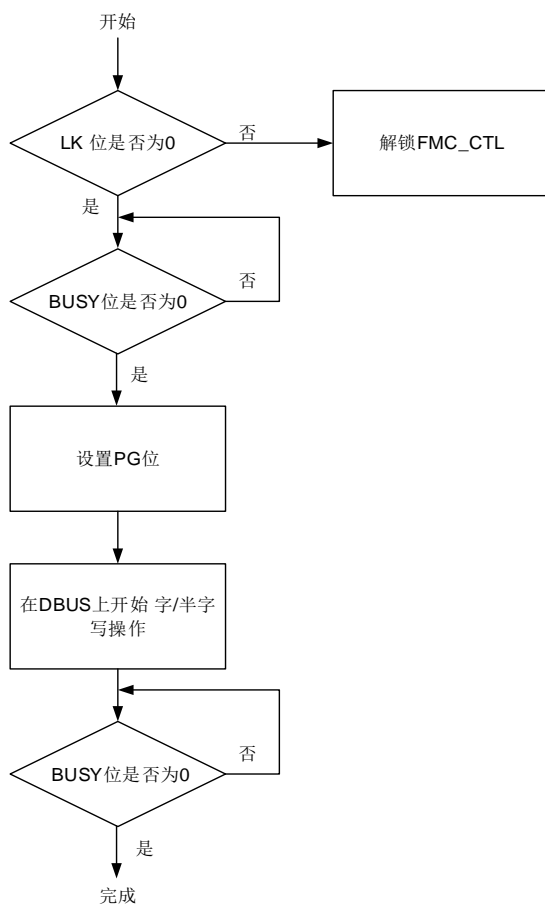 开始
LK 位是否为0
否
解锁FMC_CTL
是
BUSY位是否为0
否
是
设置PG位
在DBUS上开始 字/半字
写操作
BUSY位是否为0
否
是
完成